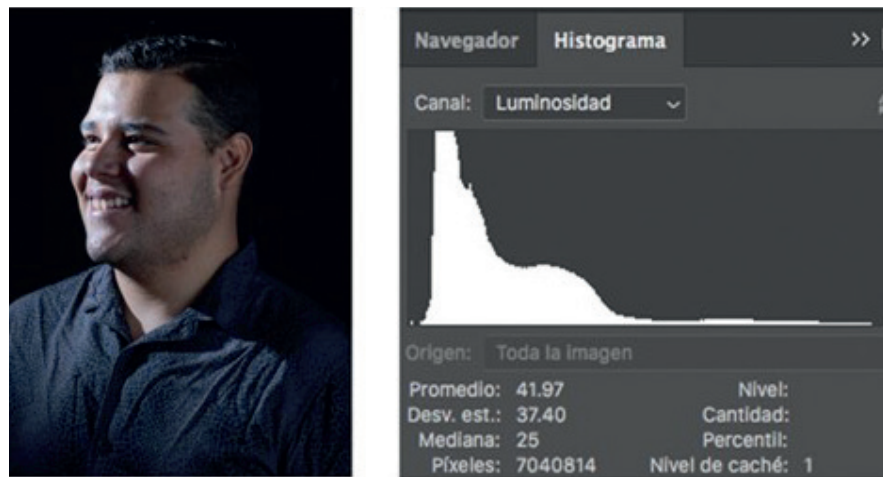 Navegador Histograma
Canal: Luminosidad
Origen: Toda la imagen
Promedio: 41.97 Nivel:
Desv. est.: 37.40 Cantidad:
Mediana: 25 Percentil:
Píxeles: 7040814 Nivel de caché: 1